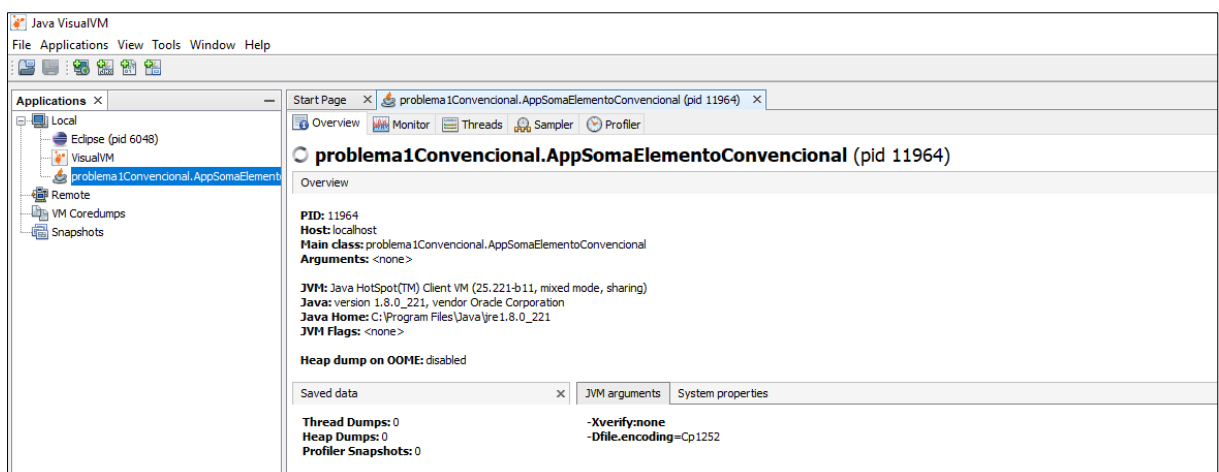 Java VisualVM
File Applications View Tools Window Help
Applications
Local
Eclipse (pid 6048)
VisualVM
problema1Convencional.AppSomaElement
Remote
VM Coredumps
Snapshots
Start Page problema1Convencional.AppSomaElementoConvencional (pid 11964)
Overview Monitor Threads Sampler Profiler
problema1Convencional.AppSomaElementoConvencional (pid 11964)
Overview
PID: 11964
Host: localhost
Main class: problema1Convencional.AppSomaElementoConvencional
Arguments: <none>
JVM: Java HotSpot(TM) Client VM (25.221-b11, mixed mode, sharing)
Java: version 1.8.0_221, vendor Oracle Corporation
Java Home: C:\Program Files\Java\jre1.8.0_221
JVM Flags: <none>
Heap dump on OOME: disabled
Saved data
Thread Dumps: 0
Heap Dumps: 0
Profiler Snapshots: 0
JVM arguments System properties
-Xverify:none
-Dfile.encoding=Cp1252